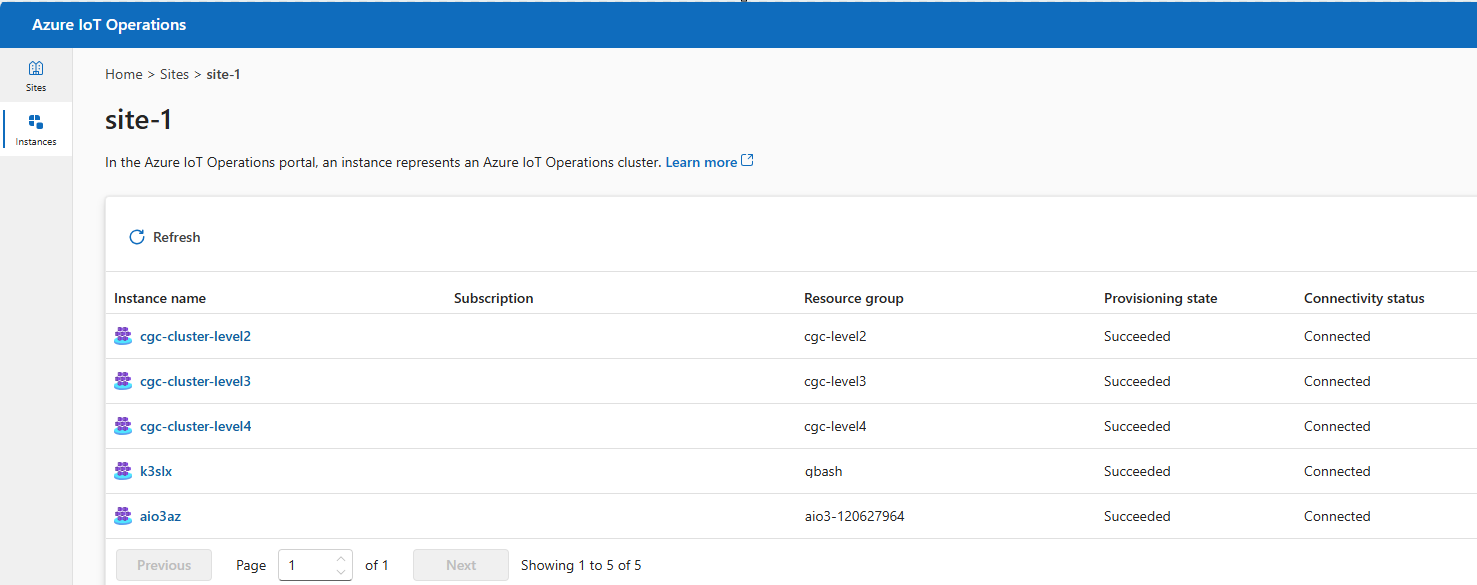 Azure IoT Operations
Sites
Instances
Home > Sites > site-1
site-1
In the Azure IoT Operations portal, an instance represents an Azure IoT Operations cluster. Learn more
Refresh
Instance name Subscription Resource group Provisioning state Connectivity status
cgc-cluster-level2 cgc-level2 Succeeded Connected
cgc-cluster-level3 cgc-level3 Succeeded Connected
cgc-cluster-level4 cgc-level4 Succeeded Connected
k3slx qbash Succeeded Connected
aio3az aio3-120627964 Succeeded Connected
Previous Page 1 of 1 Next Showing 1 to 5 of 5